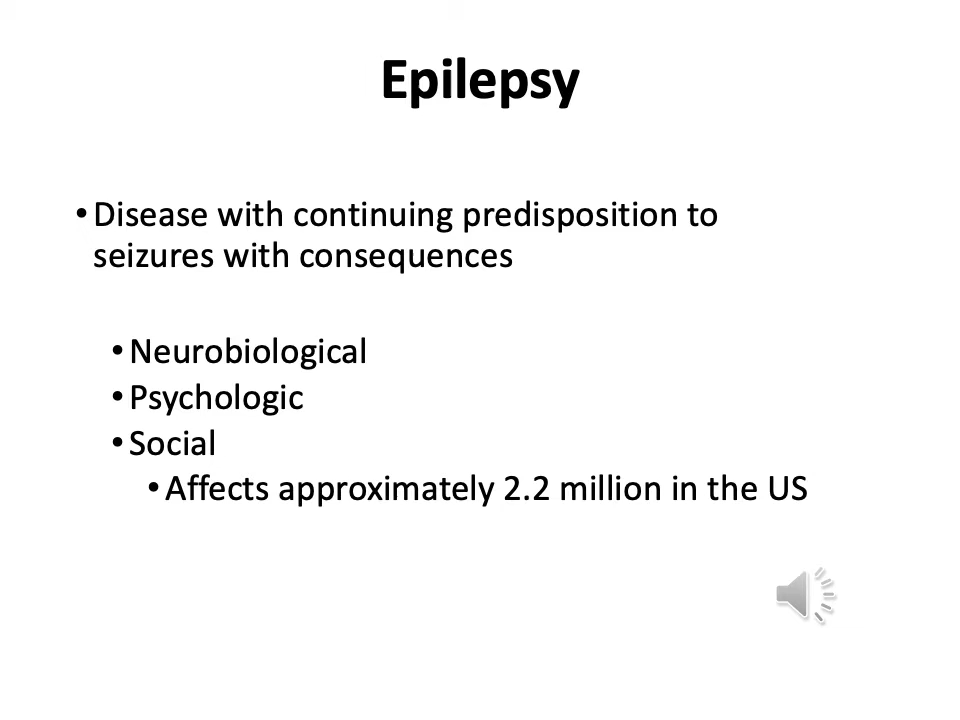 Epilepsy
• Disease with continuing predisposition to
seizures with consequences
• Neurobiological
• Psychologic
• Social
• Affects approximately 2.2 million in the US